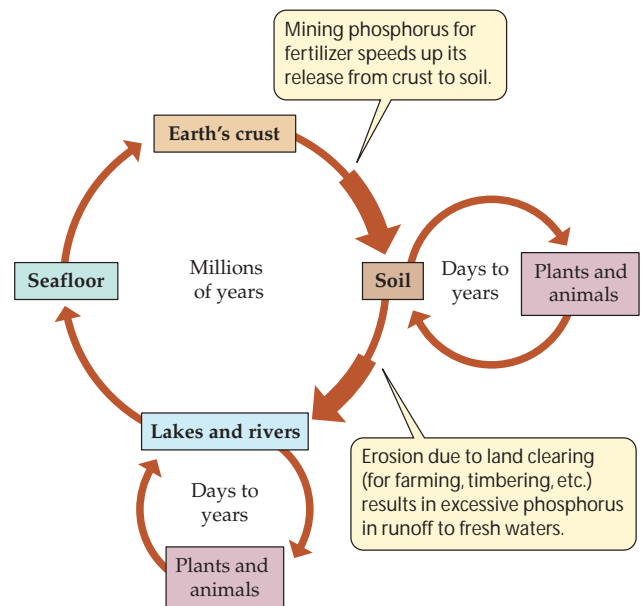 Mining phosphorus for
fertilizer speeds up its
release from crust to soil.
Earth's crust
Seafloor
Millions
of years
Soil
Days to
years
Plants and
animals
Lakes and rivers
Days to
years
Plants and
animals
Erosion due to land clearing
(for farming, timbering, etc.)
results in excessive phosphorus
in runoff to fresh waters.